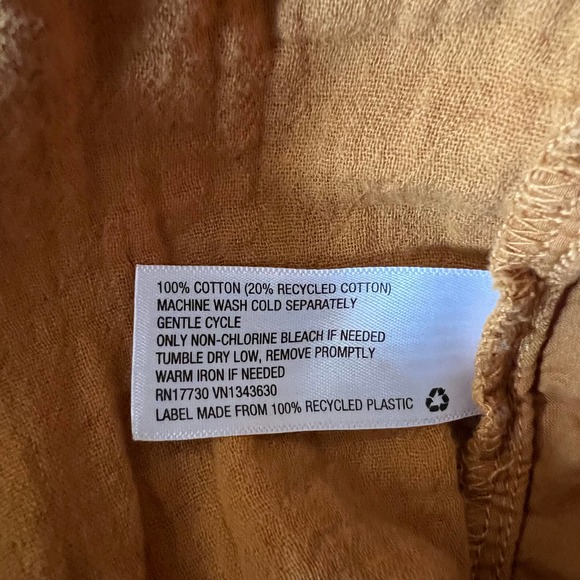 100% COTTON (20% RECYCLED COTTON)
MACHINE WASH COLD SEPARATELY
GENTLE CYCLE
ONLY NON-CHLORINE BLEACH IF NEEDED
TUMBLE DRY LOW, REMOVE PROMPTLY
WARM IRON IF NEEDED
RN17730 VN1343630
LABEL MADE FROM 100% RECYCLED PLASTIC